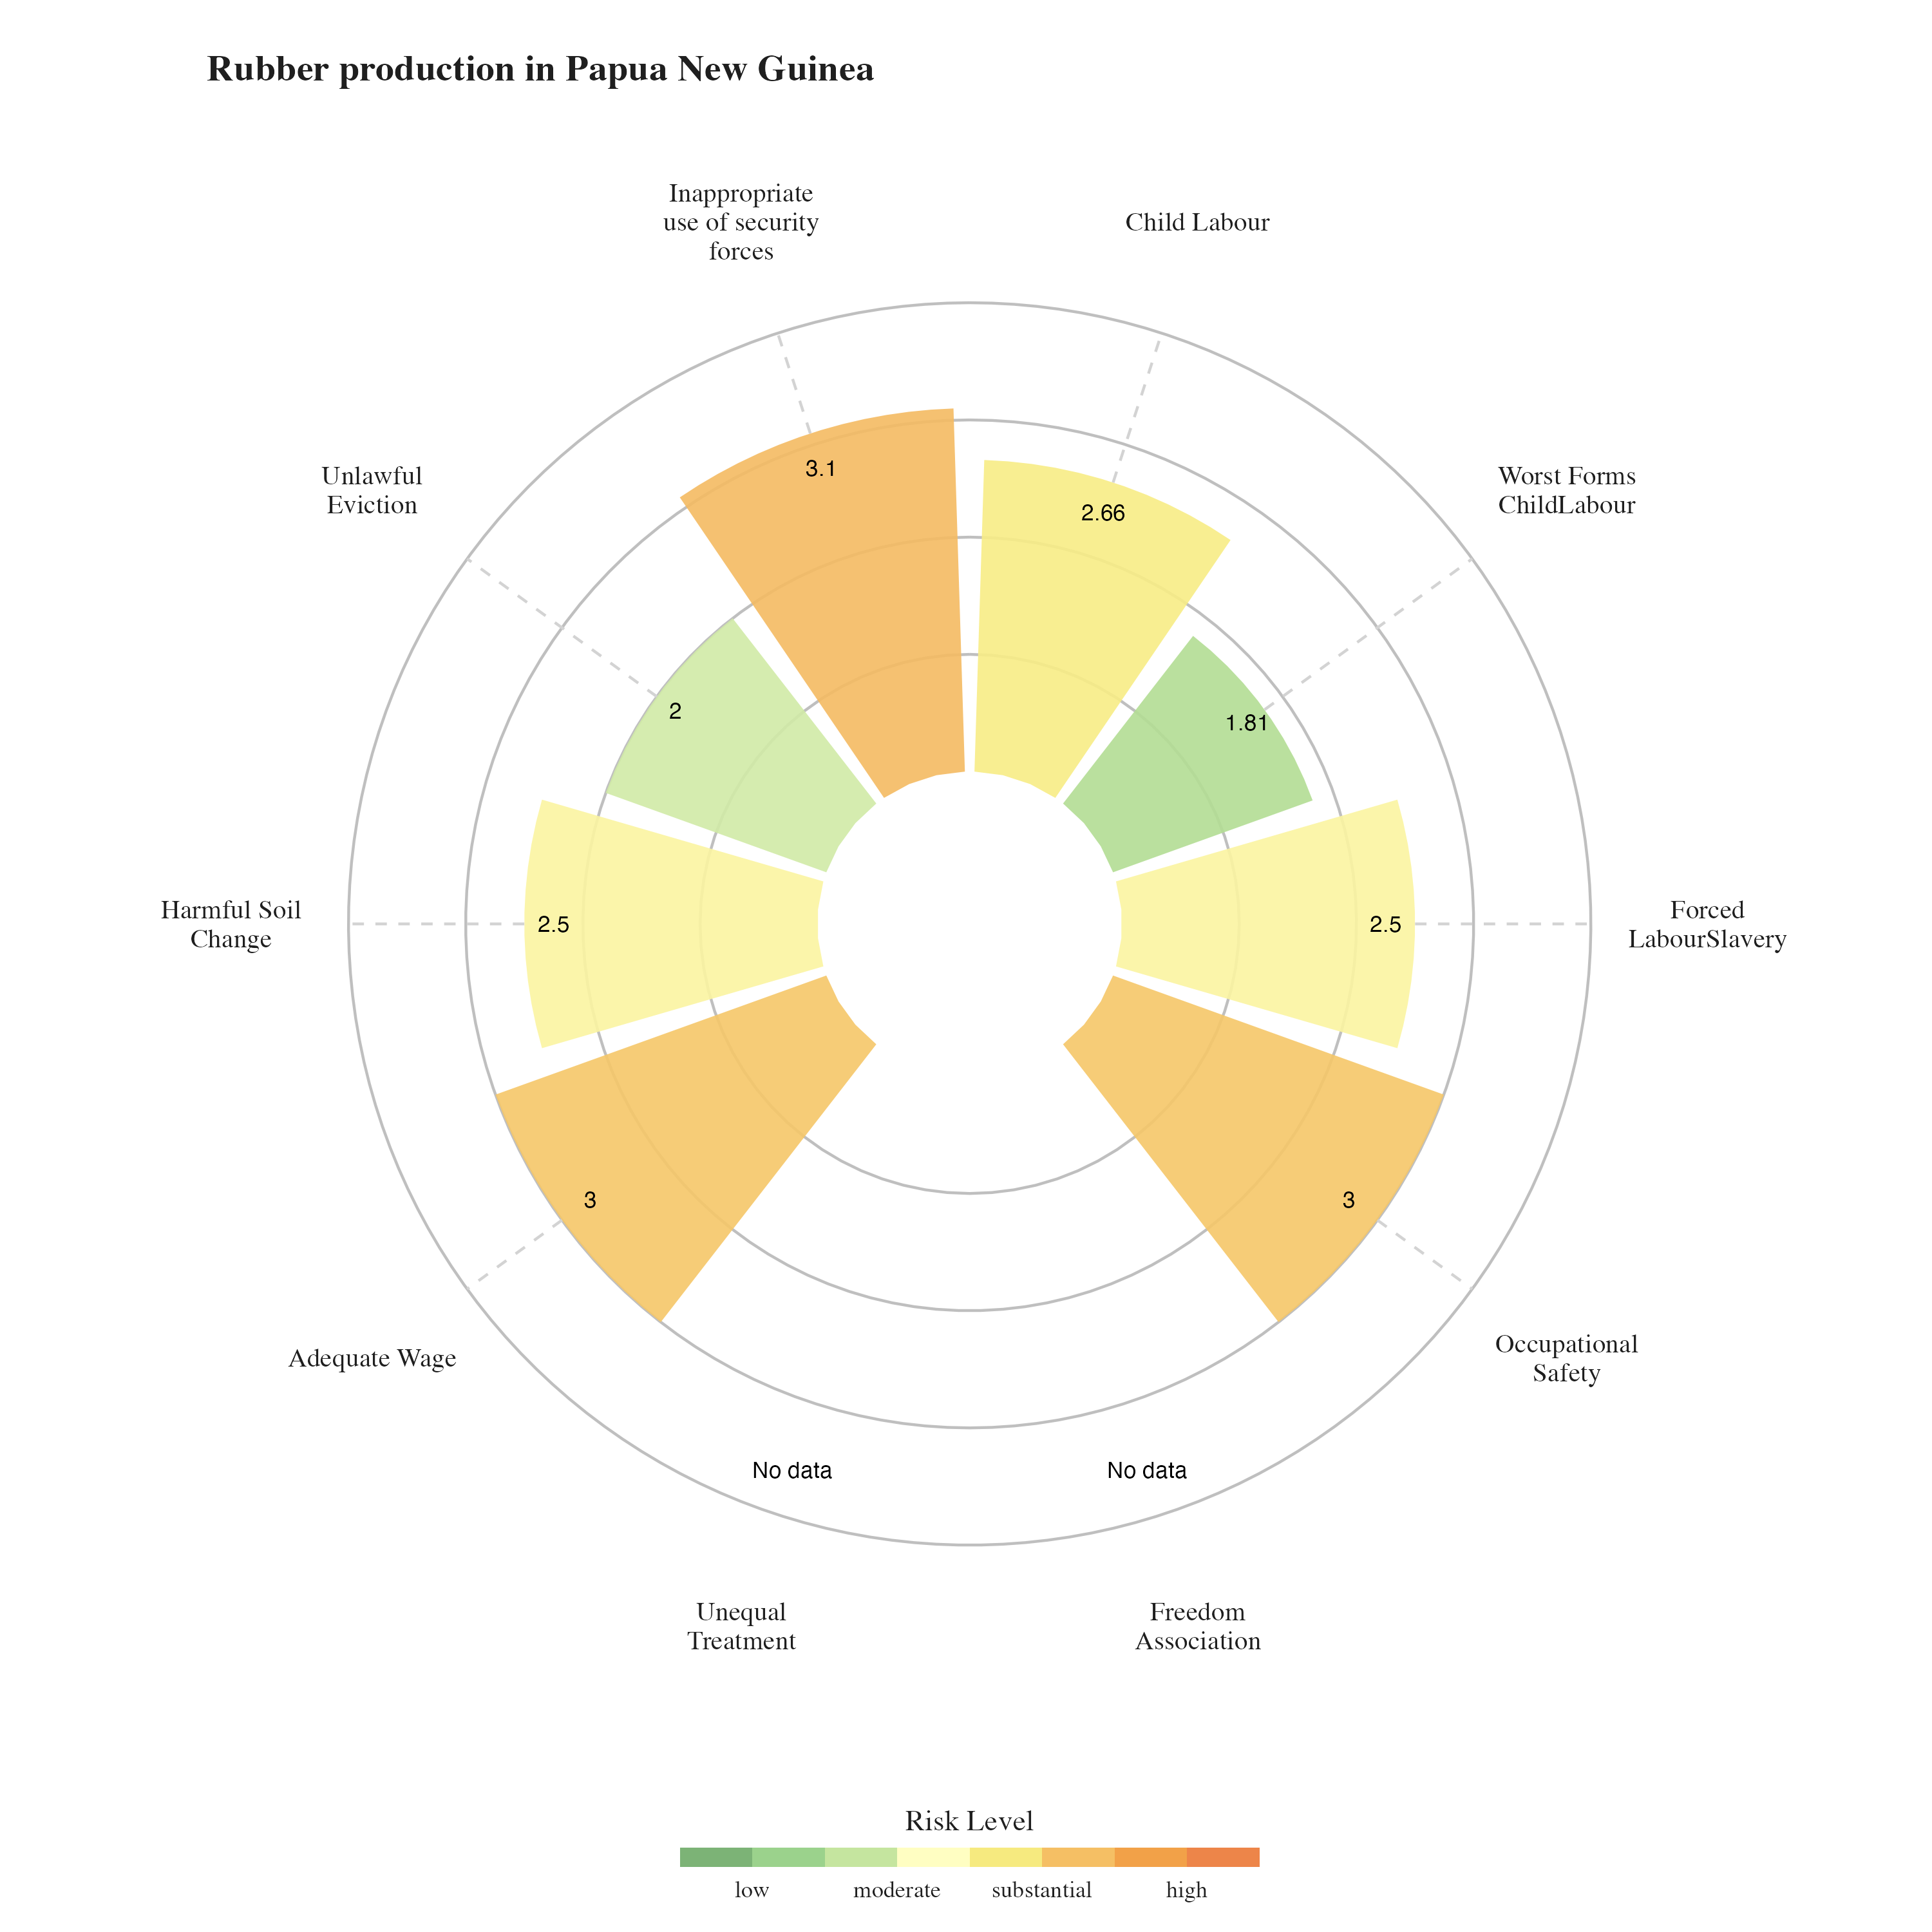 Rubber production in Papua New Guinea
Inappropriate
use of security
forces
Child Labour
Unlawful
Eviction
Worst Forms
ChildLabour
3.1
2.66
2
1.81
Harmful Soil
Change
2.5
2.5
Forced
LabourSlavery
3
3
Adequate Wage
Occupational
Safety
No data
No data
Unequal
Treatment
Freedom
Association
Risk Level
low
moderate
substantial
high